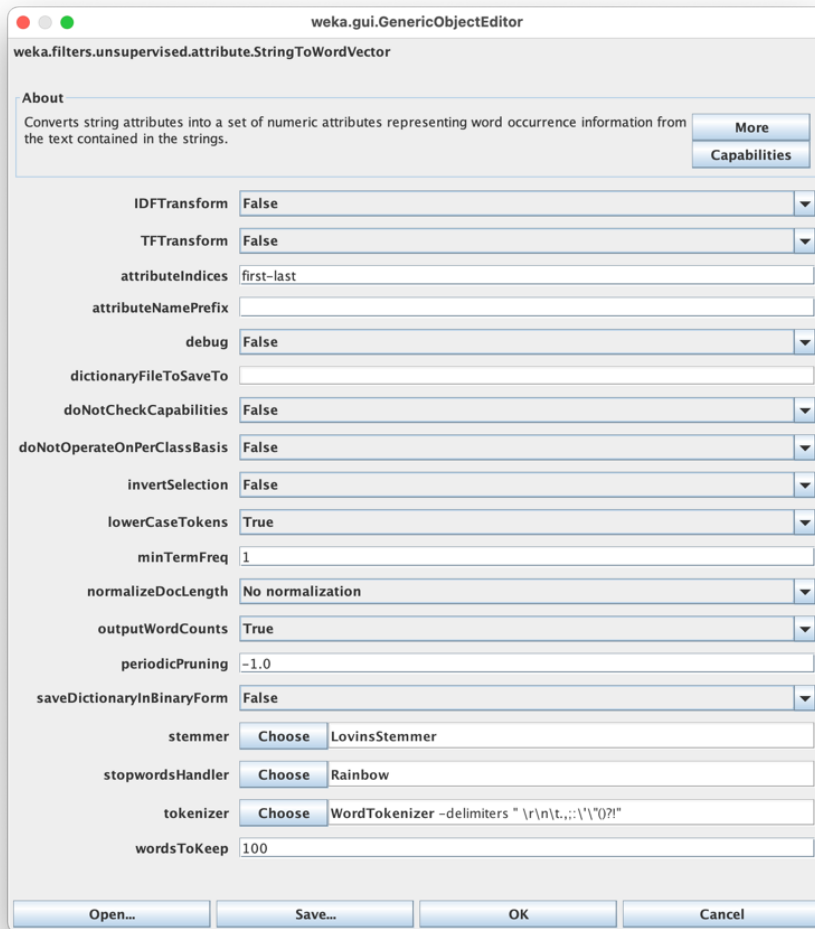 weka.gui.GenericObjectEditor
weka.filters.unsupervised.attribute.StringToWordVector
About
Converts string attributes into a set of numeric attributes representing word occurrence information from
the text contained in the strings.
More
Capabilities
IDFTransform False
TFTransform False
attributeIndices first-last
attributeNamePrefix
debug False
dictionaryFileToSaveTo
doNotCheckCapabilities False
doNotOperateOnPerClassBasis False
invertSelection False
lowerCaseTokens True
minTermFreq 1
normalizeDocLength No normalization
outputWordCounts True
periodicPruning -1.0
saveDictionaryInBinaryForm False
stemmer Choose LovinsStemmer
stopwordsHandler Choose Rainbow
tokenizer Choose WordTokenizer -delimiters " \r\n\t.,;:\'\"()?!"
wordsToKeep 100
Open... Save... OK Cancel